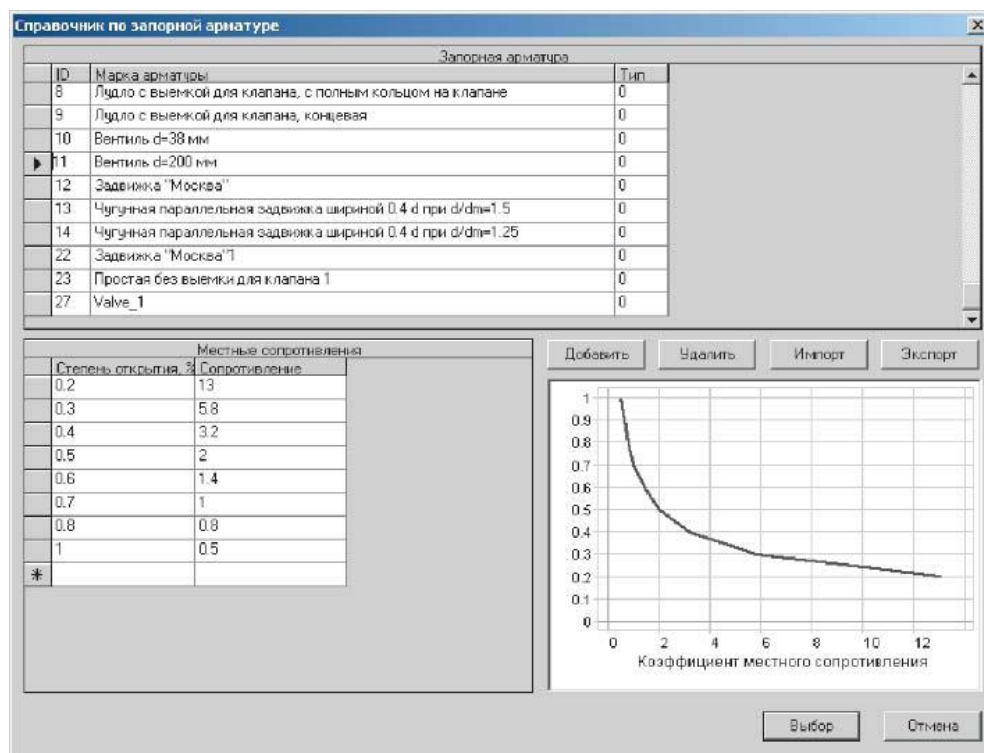 Справочник по запорной арматуре
Запорная арматура
ID Марка арматуры Тип
8 Лудло с выемкой для клапана, с полным кольцом на клапане 0
9 Лудло с выемкой для клапана, концевая 0
10 Вентиль d=38 мм 0
11 Вентиль d=200 мм 0
12 Задвижка "Москва" 0
13 Чугунная параллельная задвижка шириной 0.4 d при d/dm=1.5 0
14 Чугунная параллельная задвижка шириной 0.4 d при d/dm=1.25 0
22 Задвижка "Москва"1 0
23 Простая без выемки для клапана 1 0
27 Valve_1 0
Местные сопротивления
Степень открытия, % Сопротивление
0.2 13
0.3 5.8
0.4 3.2
0.5 2
0.6 1.4
0.7 1
0.8 0.8
1 0.5
*
Добавить Удалить Импорт Экспорт
1
0.9
0.8
0.7
0.6
0.5
0.4
0.3
0.2
0.1
0
0 2 4 6 8 10 12
Коэффициент местного сопротивления
Выбор Отмена